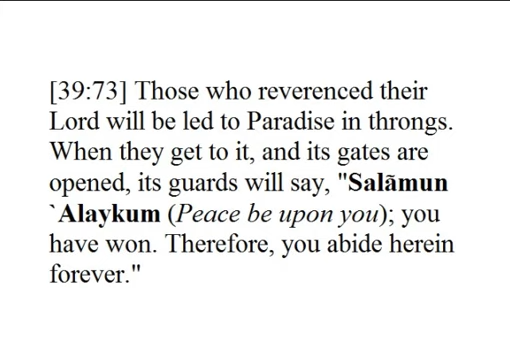 [39:73] Those who reverenced their
Lord will be led to Paradise in throngs.
When they get to it, and its gates are
opened, its guards will say, "Salãmun
`Alaykum (Peace be upon you); you
have won. Therefore, you abide herein
forever."